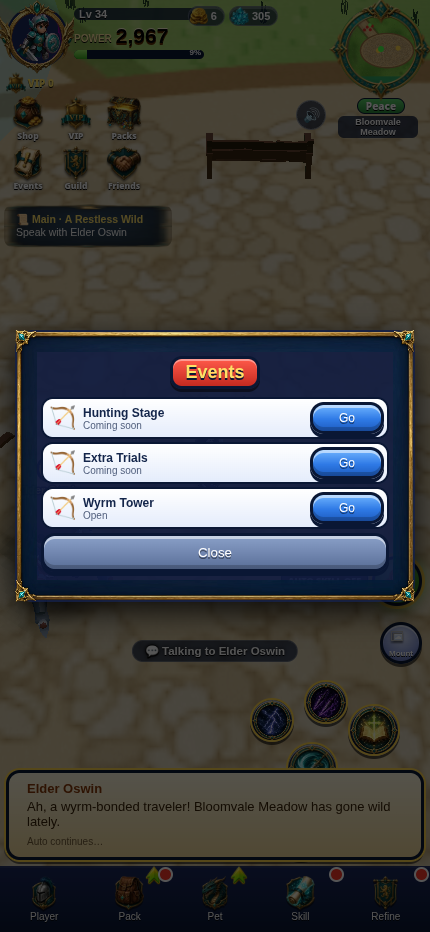 Lv 34
6
305
POWER 2,967
9%
VIP 0
Peace
Bloomvale
Meadow
Shop
VIP
Packs
Events
Guild
Friends
Main · A Restless Wild
Speak with Elder Oswin
Events
Hunting Stage
Coming soon
Go
Extra Trials
Coming soon
Go
Wyrm Tower
Open
Go
Close
Mount
Talking to Elder Oswin
Elder Oswin
Ah, a wyrm-bonded traveler! Bloomvale Meadow has gone wild
lately.
Auto continues…
Player
Pack
Pet
Skill
Refine